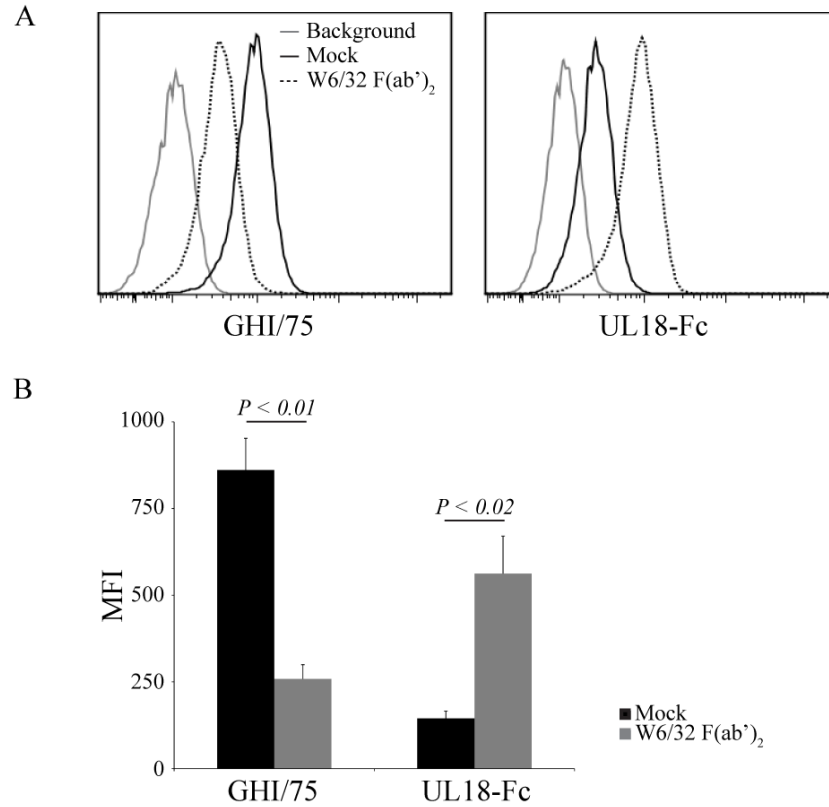 A
Background
Mock
W6/32 F(ab’)2
GHI/75
UL18-Fc
B
P < 0.01
P < 0.02
1000
750
500
250
0
MFI
GHI/75
UL18-Fc
Mock
W6/32 F(ab’)2